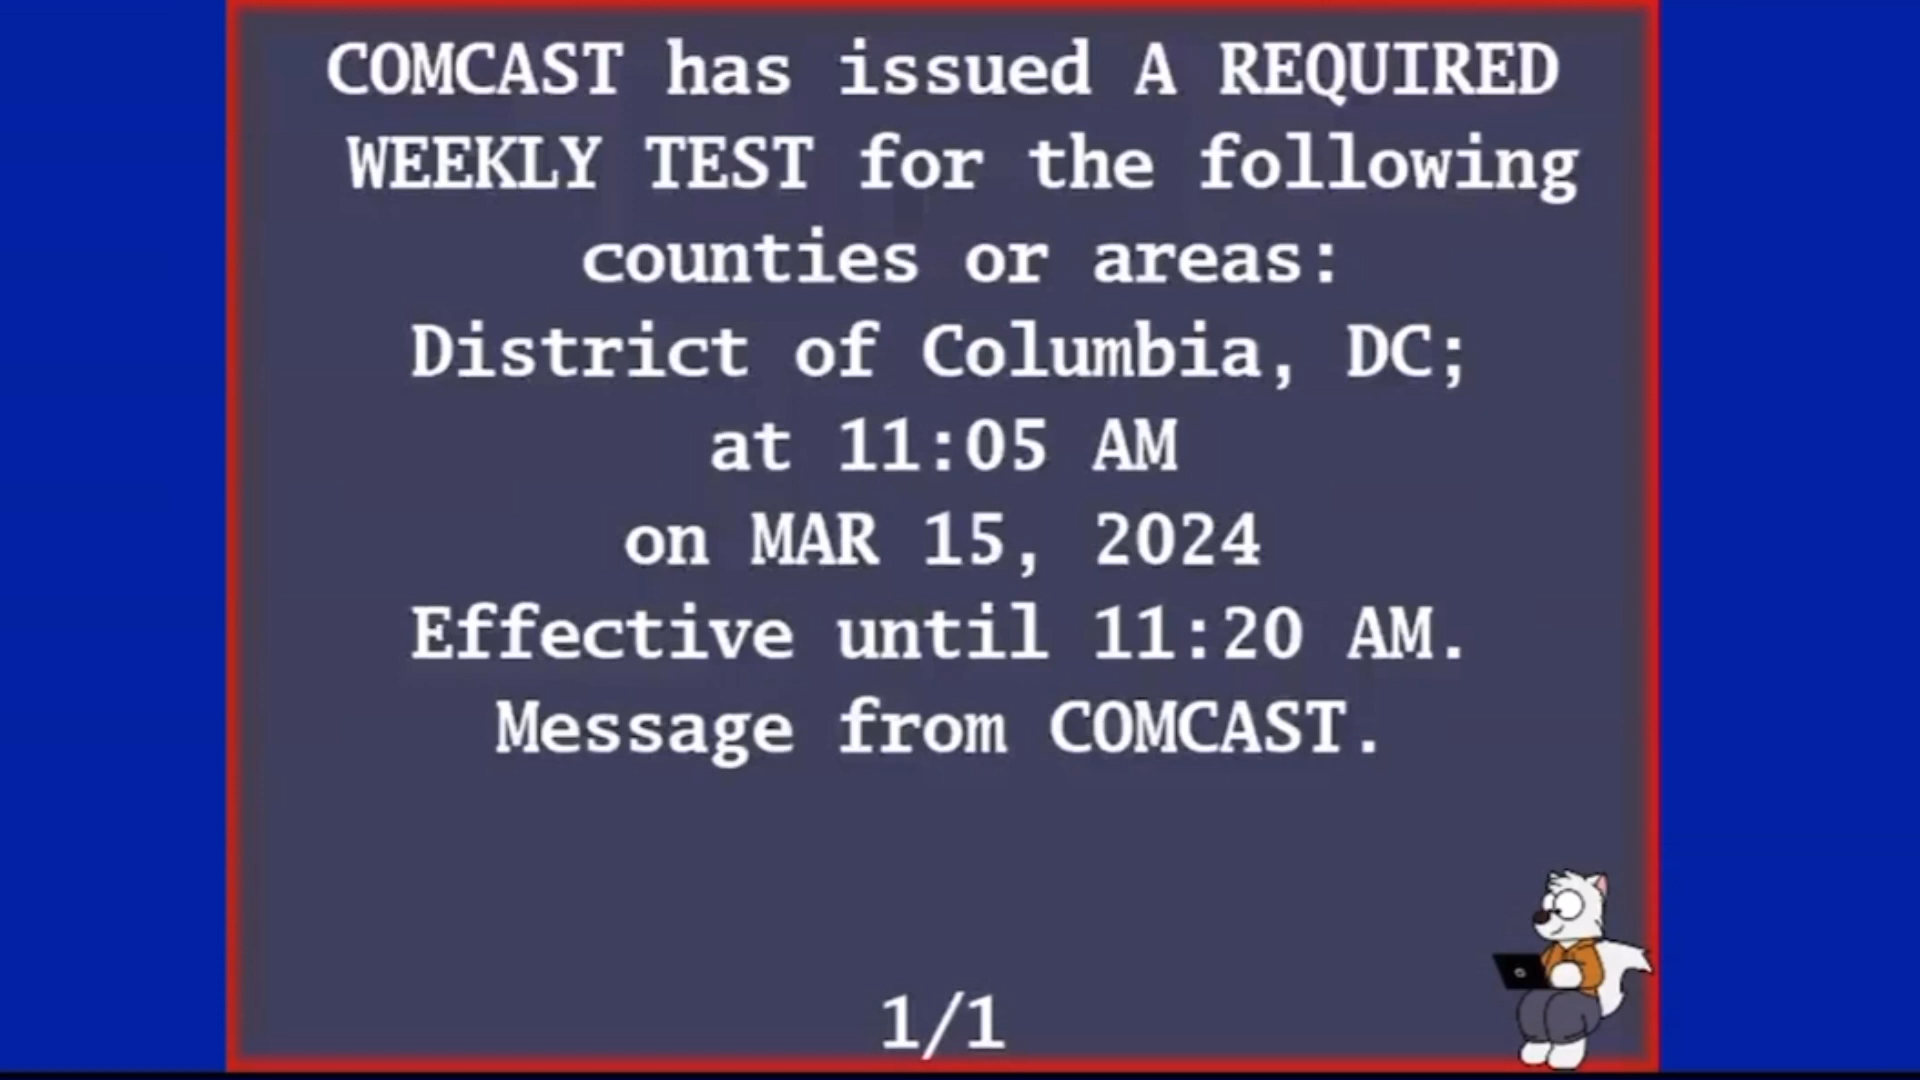 COMCAST has issued A REQUIRED
WEEKLY TEST for the following
counties or areas:
District of Columbia, DC;
at 11:05 AM
on MAR 15, 2024
Effective until 11:20 AM.
Message from COMCAST.
1/1